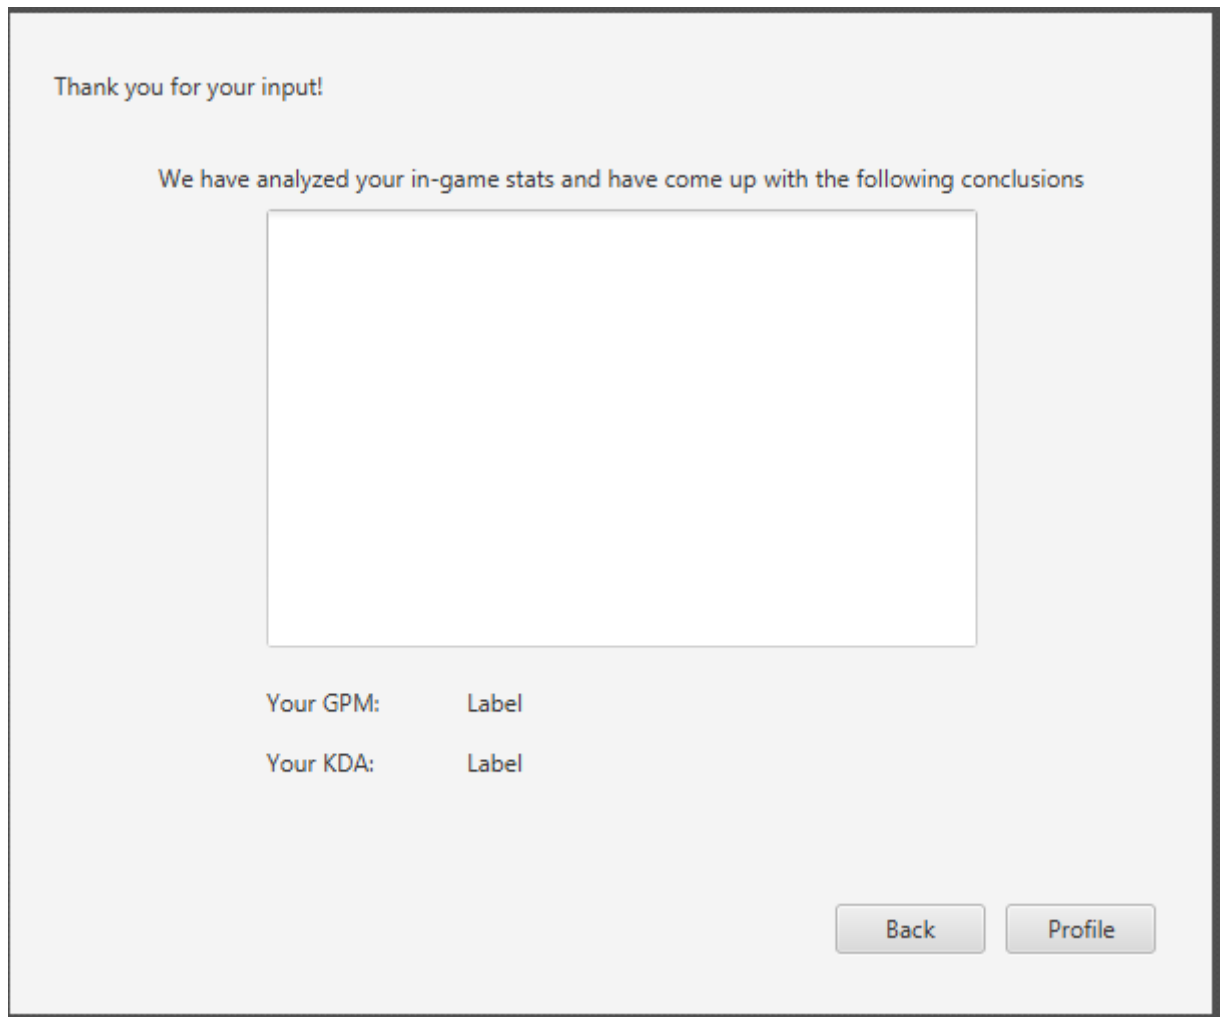 Thank you for your input!
We have analyzed your in-game stats and have come up with the following conclusions
Your GPM: Label
Your KDA: Label
Back Profile